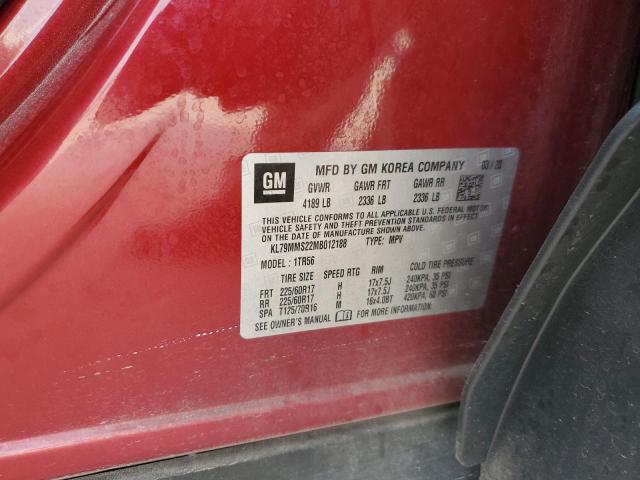 GM
MFD BY GM KOREA COMPANY 03/20
GVWR GAWR FRT GAWR RR
4189 LB 2336 LB 2336 LB
THIS VEHICLE CONFORMS TO ALL APPLICABLE U.S. FEDERAL MOTOR
VEHICLE SAFETY AND THEFT PREVENTION STANDARDS IN EFFECT
ON THE DATE OF MANUFACTURE SHOWN ABOVE.
KL79MMS22MB012188 TYPE: MPV
MODEL: 1TR56
TIRE SIZE SPEED RTG RIM COLD TIRE PRESSURE
FRT 225/60R17 H 17x7.5J 240KPA, 35 PSI
RR 225/60R17 H 17x7.5J 240KPA, 35 PSI
SPA T125/70R16 M 16x4.0BT 420KPA, 60 PSI
SEE OWNER'S MANUAL FOR MORE INFORMATION